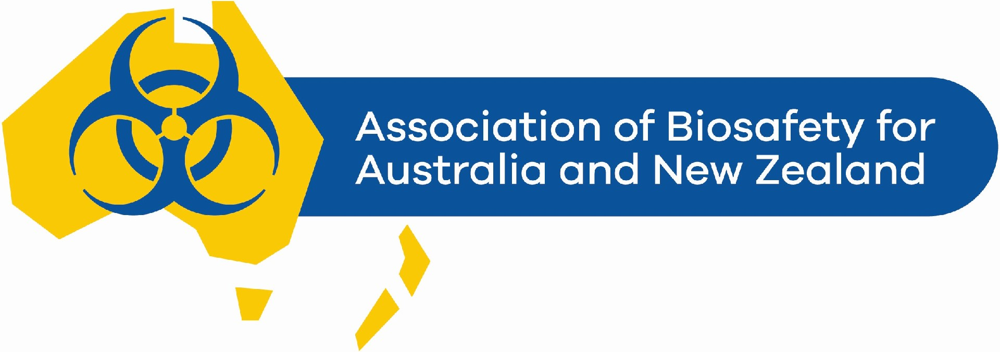 Association of Biosafety for
Australia and New Zealand